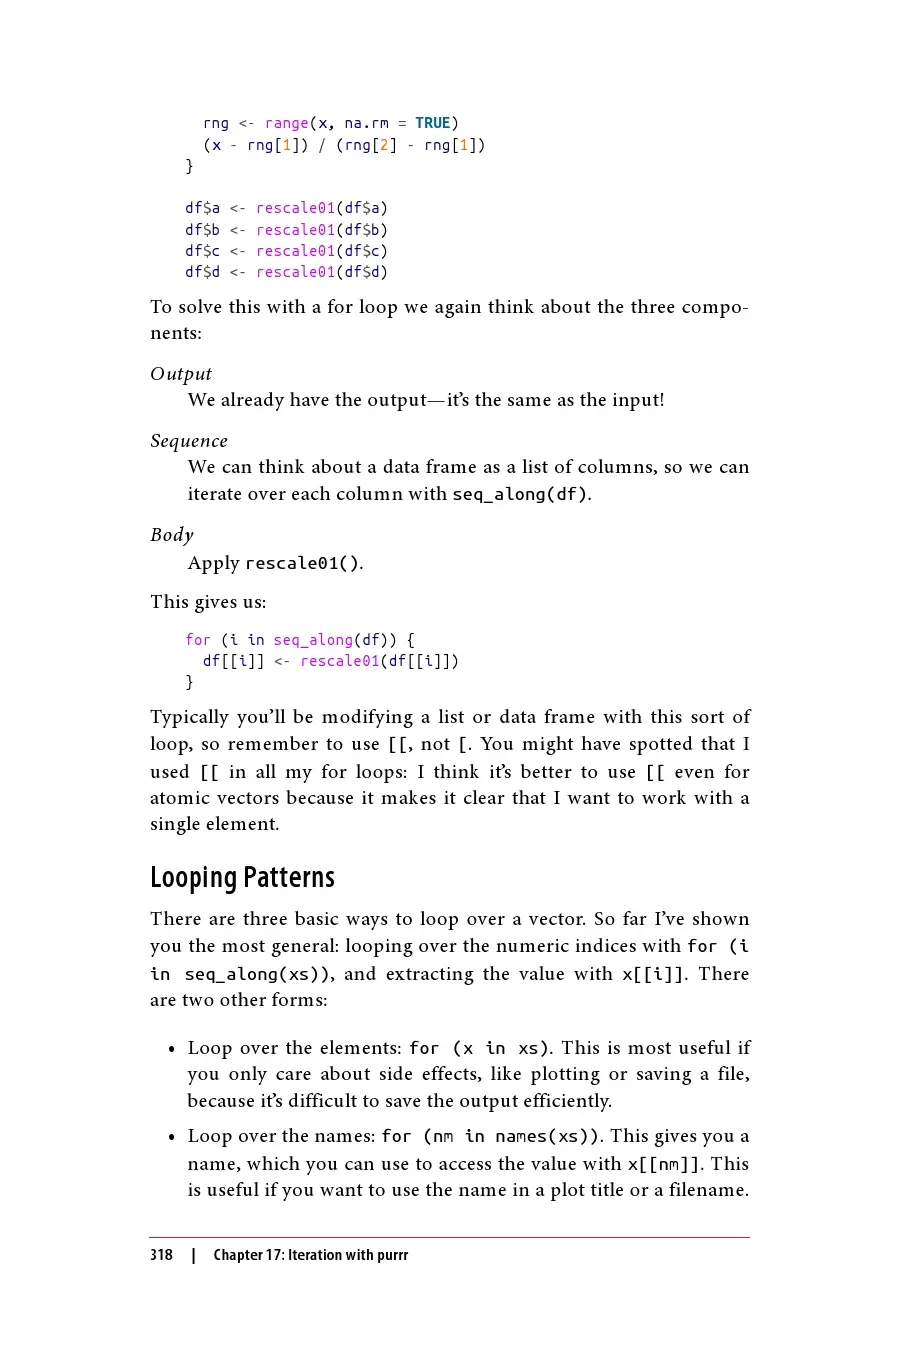 rng <- range(x, na.rm = TRUE)
(x - rng[1]) / (rng[2] - rng[1])
}
df$a <- rescale01(df$a)
df$b <- rescale01(df$b)
df$c <- rescale01(df$c)
df$d <- rescale01(df$d)
To solve this with a for loop we again think about the three compo-
nents:
Output
We already have the output—it’s the same as the input!
Sequence
We can think about a data frame as a list of columns, so we can
iterate over each column with seq_along(df).
Body
Apply rescale01().
This gives us:
for (i in seq_along(df)) {
df[[i]] <- rescale01(df[[i]])
}
Typically you’ll be modifying a list or data frame with this sort of
loop, so remember to use [[, not [. You might have spotted that I
used [[ in all my for loops: I think it’s better to use [[ even for
atomic vectors because it makes it clear that I want to work with a
single element.
Looping Patterns
There are three basic ways to loop over a vector. So far I’ve shown
you the most general: looping over the numeric indices with for (i
in seq_along(xs)), and extracting the value with x[[i]]. There
are two other forms:
• Loop over the elements: for (x in xs). This is most useful if
you only care about side effects, like plotting or saving a file,
because it’s difficult to save the output efficiently.
• Loop over the names: for (nm in names(xs)). This gives you a
name, which you can use to access the value with x[[nm]]. This
is useful if you want to use the name in a plot title or a filename.
318 | Chapter 17: Iteration with purrr